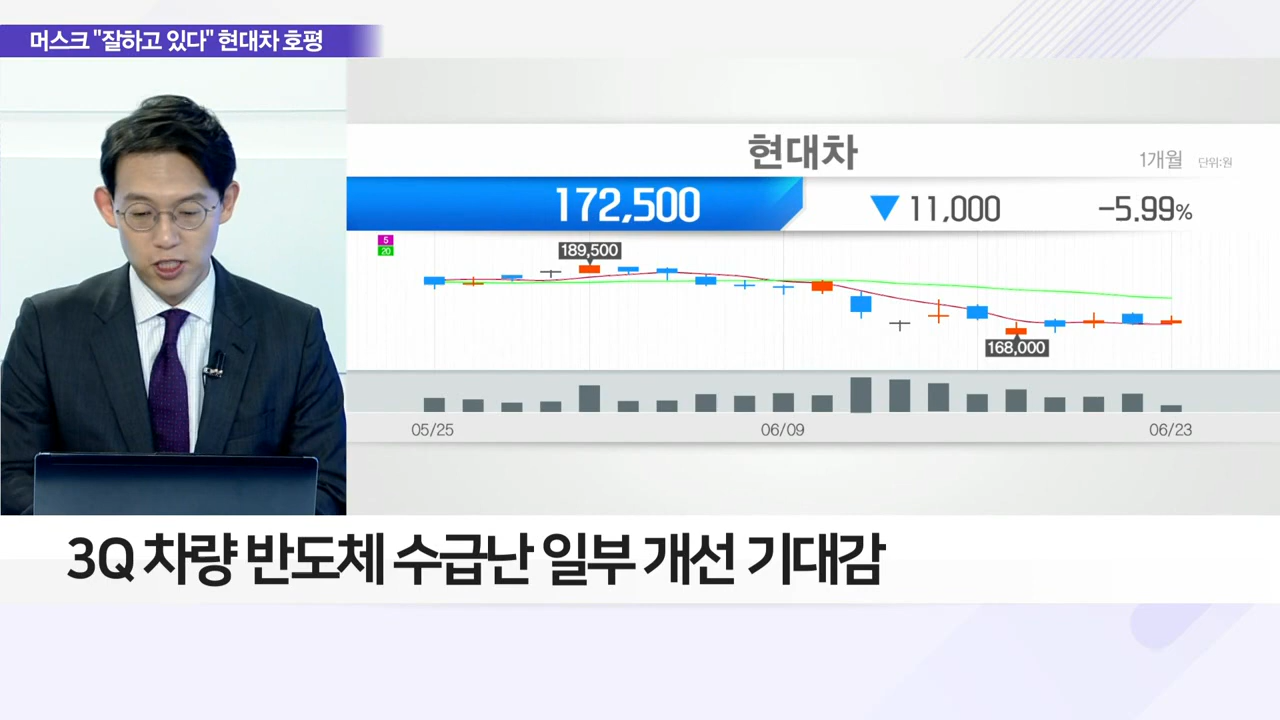 머스크 "잘하고 있다" 현대차 호평
현대차
1개월 단위:원
172,500 ▼ 11,000 -5.99%
5
20
189,500
168,000
05/25 06/09 06/23
3Q 차량 반도체 수급난 일부 개선 기대감